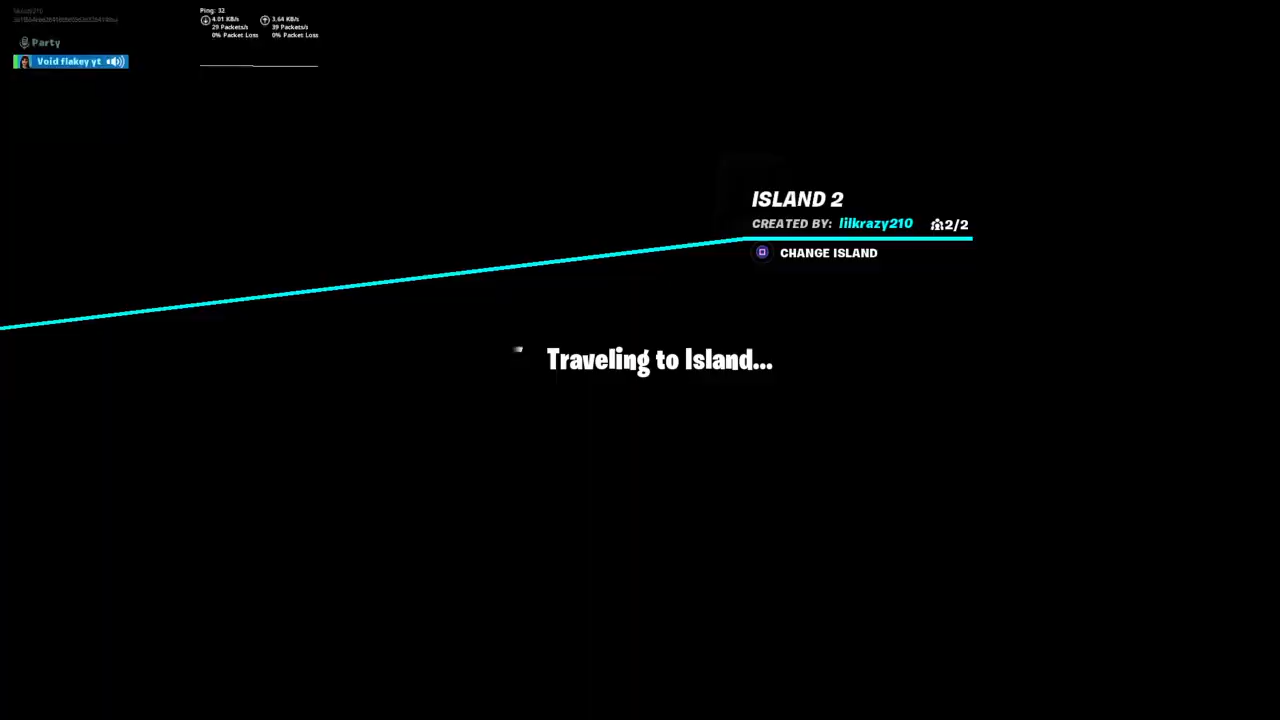 Ping: 32
4.01 KB/s 3.64 KB/s
29 Packets/s 39 Packets/s
0% Packet Loss 0% Packet Loss
Party
Void flakey yt
ISLAND 2
CREATED BY: lilkrazy210 2/2
CHANGE ISLAND
Traveling to Island...